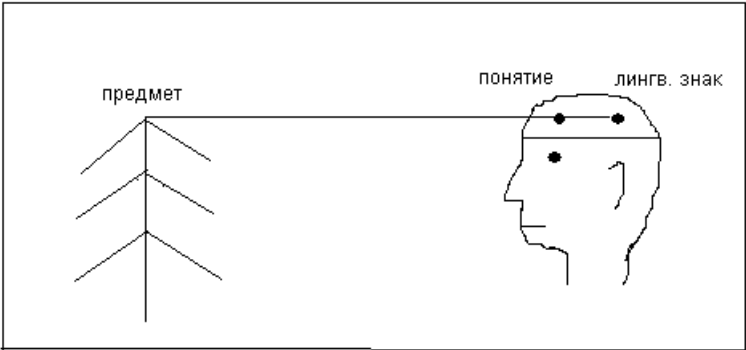 предмет
понятие
лингв. знак